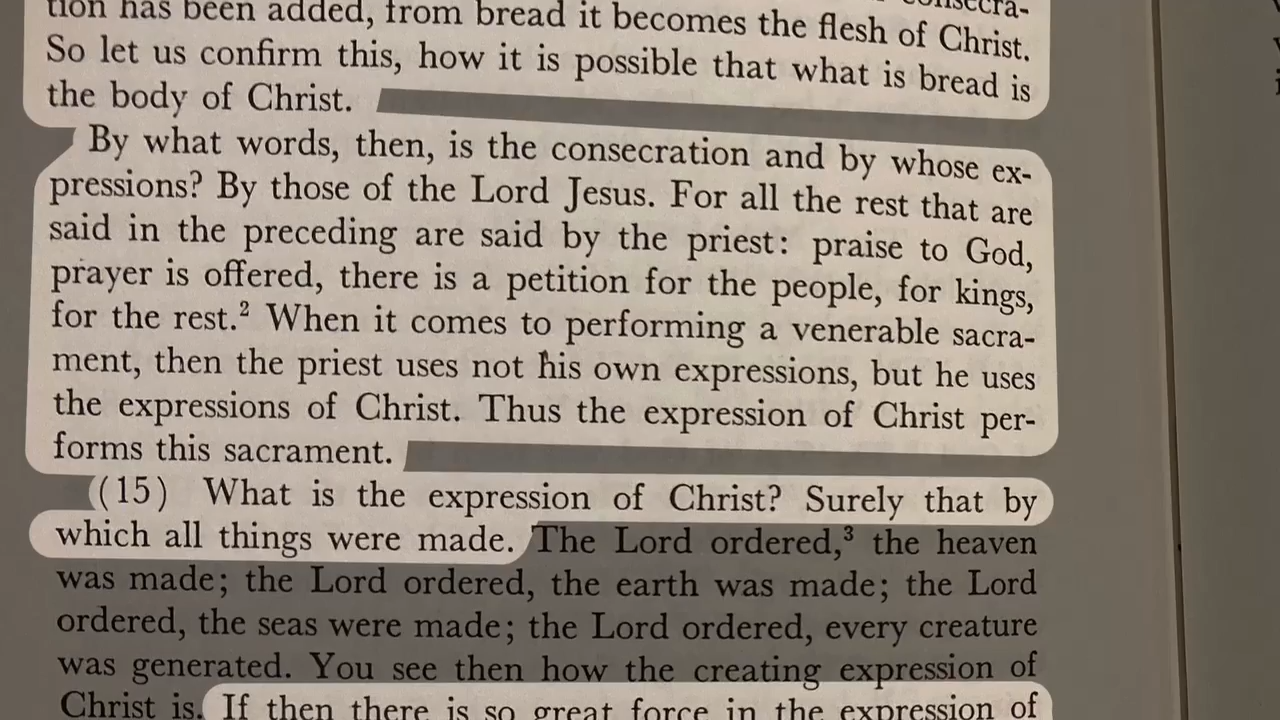 tion has been added, from bread it becomes the flesh of Christ.
So let us confirm this, how it is possible that what is bread is
the body of Christ.
By what words, then, is the consecration and by whose ex-
pressions? By those of the Lord Jesus. For all the rest that are
said in the preceding are said by the priest: praise to God,
prayer is offered, there is a petition for the people, for kings,
for the rest.² When it comes to performing a venerable sacra-
ment, then the priest uses not his own expressions, but he uses
the expressions of Christ. Thus the expression of Christ per-
forms this sacrament.
(15) What is the expression of Christ? Surely that by
which all things were made. The Lord ordered,³ the heaven
was made; the Lord ordered, the earth was made; the Lord
ordered, the seas were made; the Lord ordered, every creature
was generated. You see then how the creating expression of
Christ is. If then there is so great force in the expression of